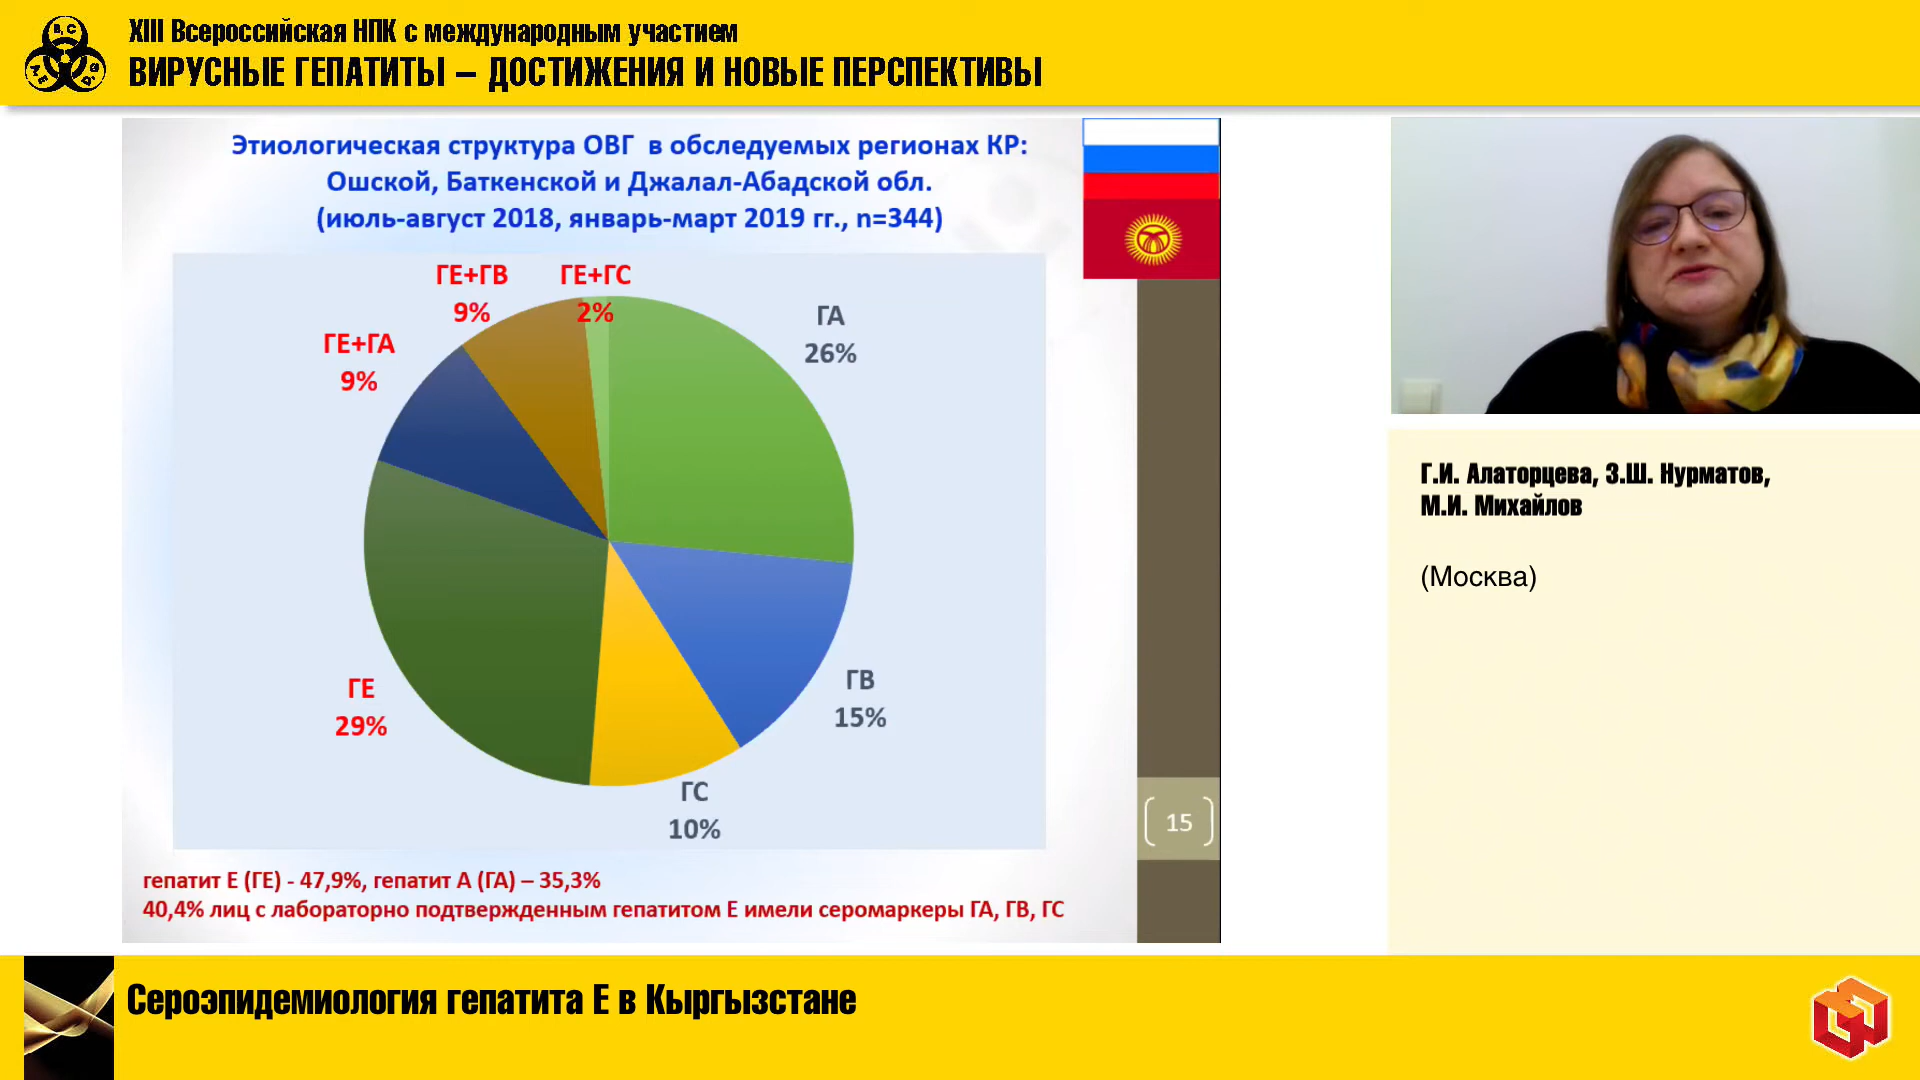 XIII Всероссийская НПК с международным участием
ВИРУСНЫЕ ГЕПАТИТЫ – ДОСТИЖЕНИЯ И НОВЫЕ ПЕРСПЕКТИВЫ
Этиологическая структура ОВГ в обследуемых регионах КР:
Ошской, Баткенской и Джалал-Абадской обл.
(июль-август 2018, январь-март 2019 гг., n=344)
ГЕ+ГВ
9%
ГЕ+ГС
2%
ГА
26%
ГЕ+ГА
9%
ГЕ
29%
ГВ
15%
ГС
10%
15
гепатит Е (ГЕ) - 47,9%, гепатит А (ГА) – 35,3%
40,4% лиц с лабораторно подтвержденным гепатитом Е имели серомаркеры ГА, ГВ, ГС
Г.И. Алаторцева, З.Ш. Нурматов,
М.И. Михайлов
(Москва)
Сероэпидемиология гепатита Е в Кыргызстане